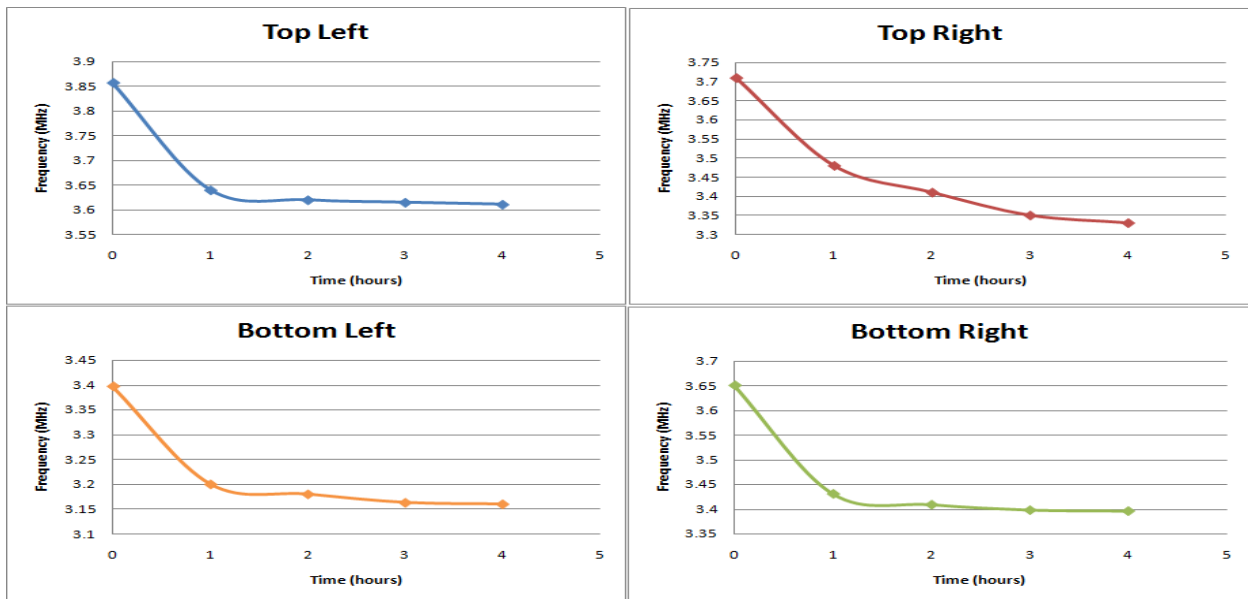 Top Left
Frequency (MHz)
3.9
3.85
3.8
3.75
3.7
3.65
3.6
3.55
0 1 2 3 4 5
Time (hours)
Top Right
Frequency (MHz)
3.75
3.7
3.65
3.6
3.55
3.5
3.45
3.4
3.35
3.3
0 1 2 3 4 5
Time (hours)
Bottom Left
Frequency (MHz)
3.45
3.4
3.35
3.3
3.25
3.2
3.15
3.1
0 1 2 3 4 5
Time (hours)
Bottom Right
Frequency (MHz)
3.7
3.65
3.6
3.55
3.5
3.45
3.4
3.35
0 1 2 3 4 5
Time (hours)